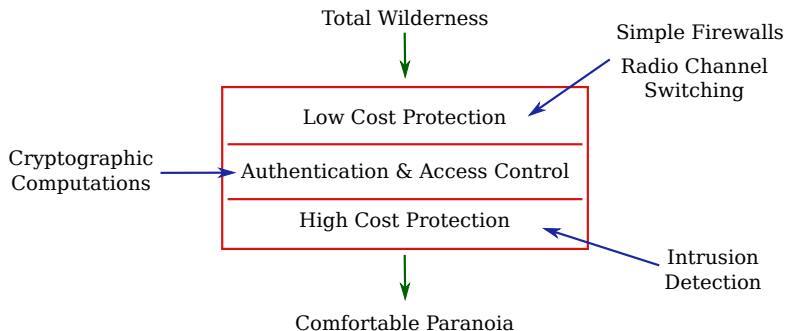 Total Wilderness
Simple Firewalls
Radio Channel
Switching
Low Cost Protection
Cryptographic
Computations
Authentication & Access Control
High Cost Protection
Intrusion
Detection
Comfortable Paranoia